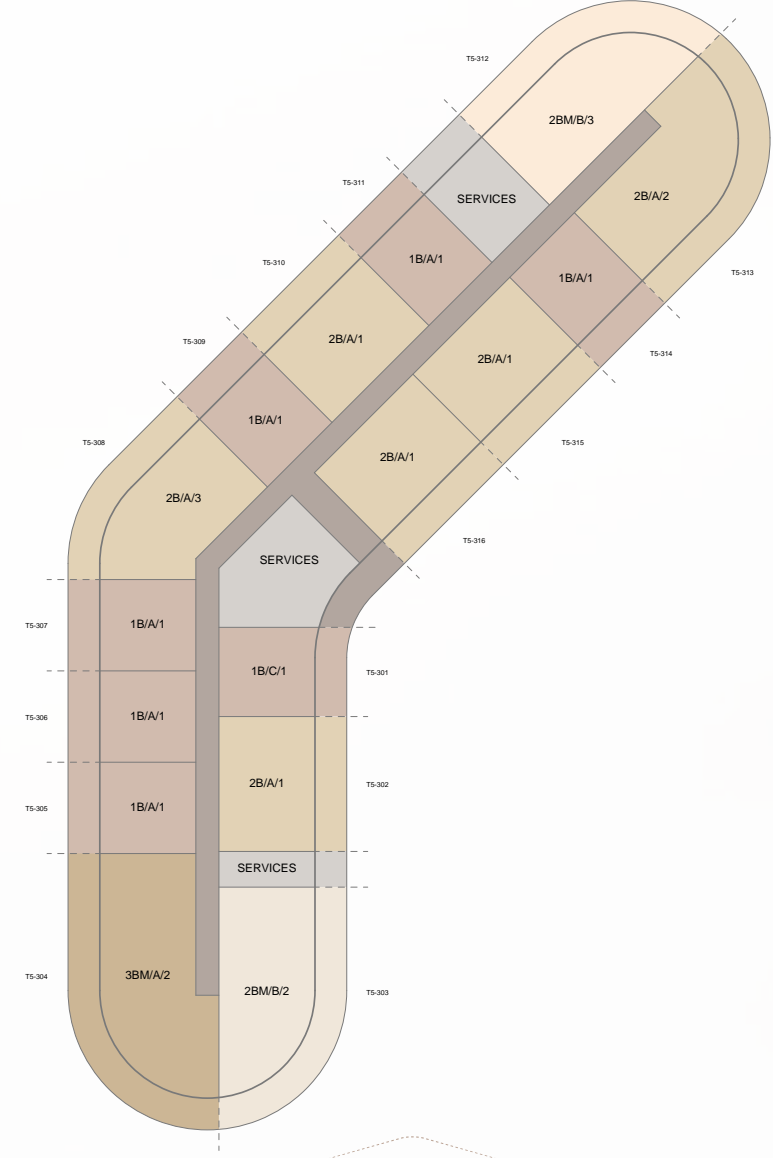 T5-312
2BM/B/3
2B/A/2
T5-311
SERVICES
T5-310
1B/A/1
1B/A/1
T5-313
T5-309
2B/A/1
2B/A/1
T5-314
1B/A/1
T5-308
2B/A/1
T5-315
2B/A/3
T5-316
SERVICES
T5-307
1B/A/1
1B/C/1
T5-301
T5-306
1B/A/1
2B/A/1
T5-302
T5-305
1B/A/1
SERVICES
T5-304
3BM/A/2
2BM/B/2
T5-303